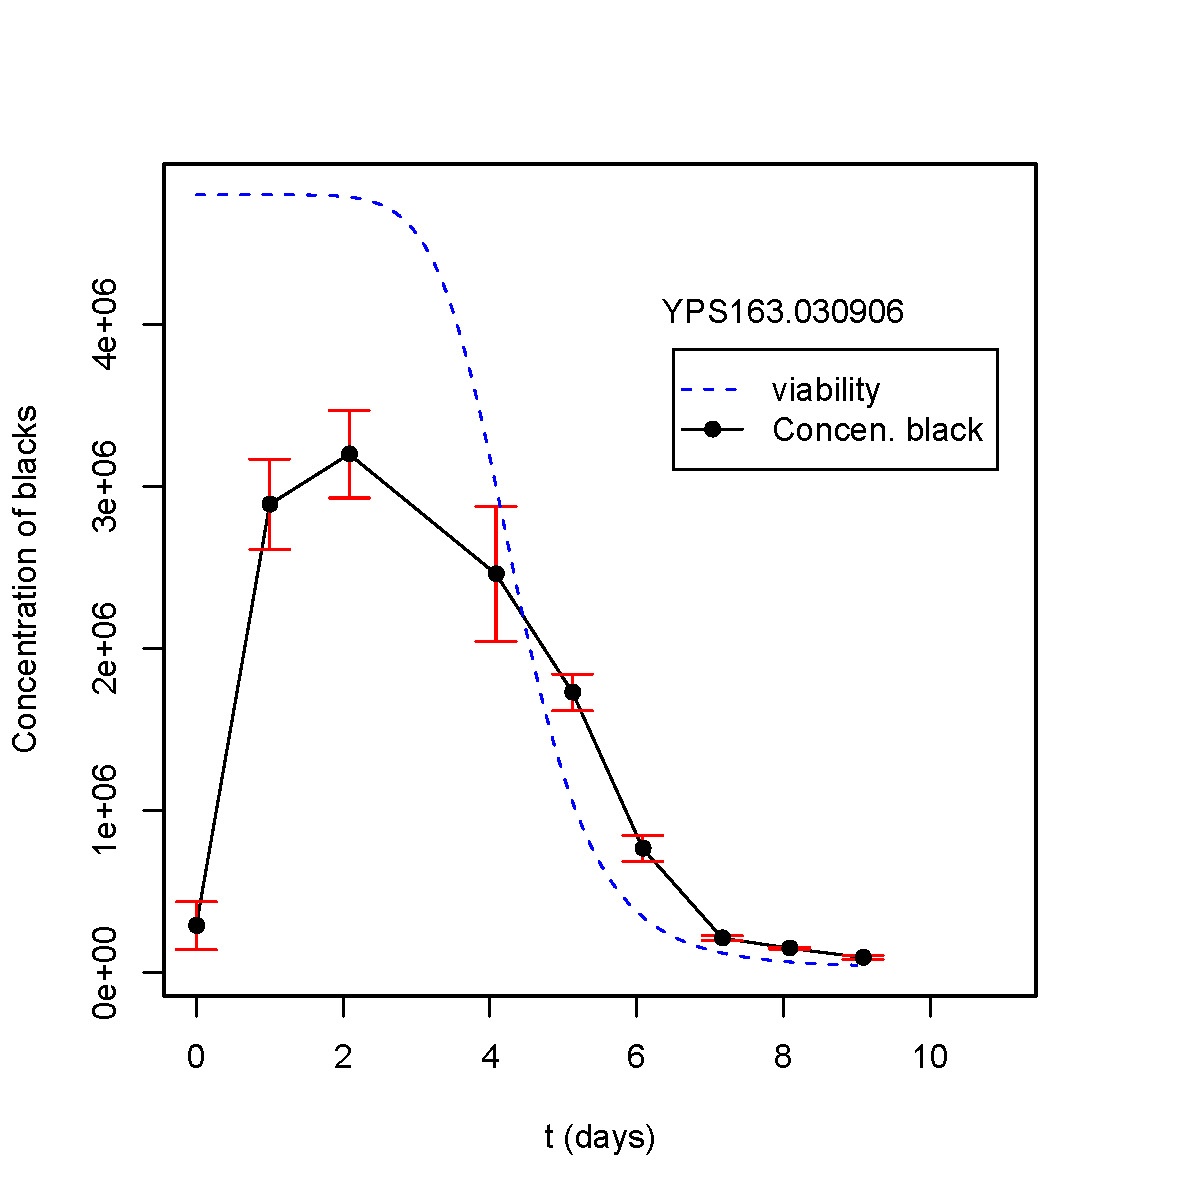 YPS163.030906
viability
Concen. black
Concentration of blacks
4e+06
3e+06
2e+06
1e+06
0e+00
0 2 4 6 8 10
t (days)